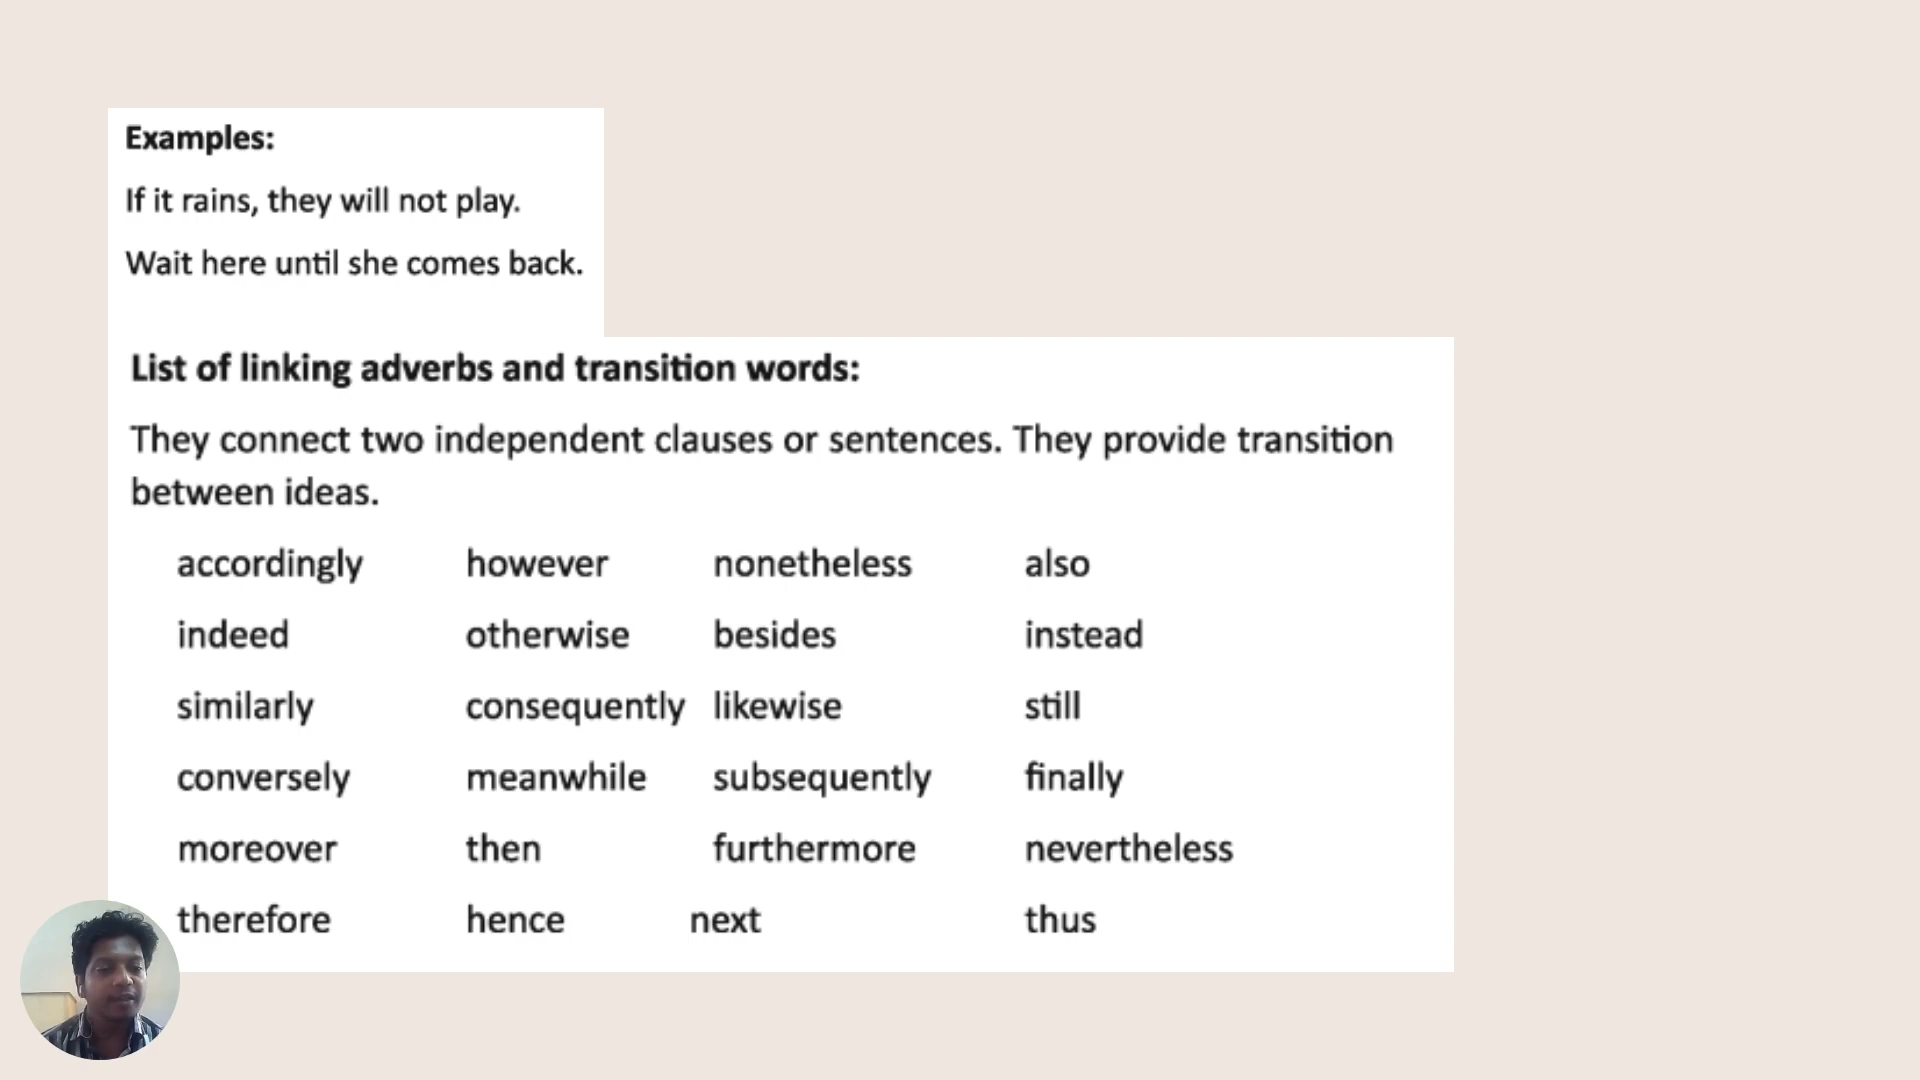 Examples:
If it rains, they will not play.
Wait here until she comes back.
List of linking adverbs and transition words:
They connect two independent clauses or sentences. They provide transition
between ideas.
accordingly however nonetheless also
indeed otherwise besides instead
similarly consequently likewise still
conversely meanwhile subsequently finally
moreover then furthermore nevertheless
therefore hence next thus